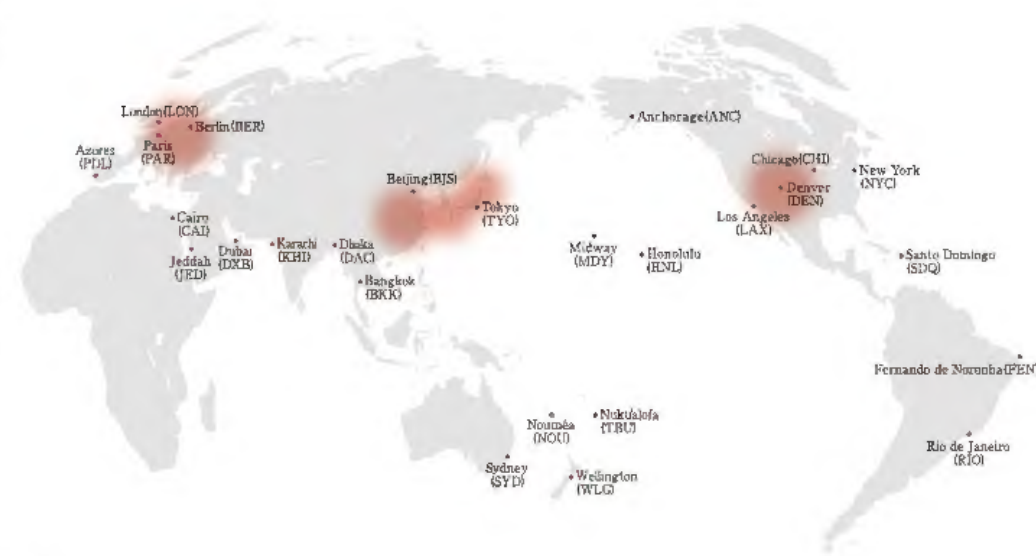 London(LON)
Berlin(BER)
Paris
(PAR)
Azores
(PDL)
Cairo
(CAI)
Jeddah
(JED)
Dubai
(DXB)
Karachi
(KHI)
Dhaka
(DAC)
Bangkok
(BKK)
Beijing(BJS)
Tokyo
(TYO)
Anchorage(ANC)
Chicago(CHI)
New York
(NYC)
Denver
(DEN)
Los Angeles
(LAX)
Midway
(MDY)
Honolulu
(HNL)
Santo Domingo
(SDQ)
Fernando de Noronha(FEN
Nouméa
(NOU)
Nukualofa
(TBU)
Rio de Janeiro
(RIO)
Sydney
(SYD)
Wellington
(WLG)